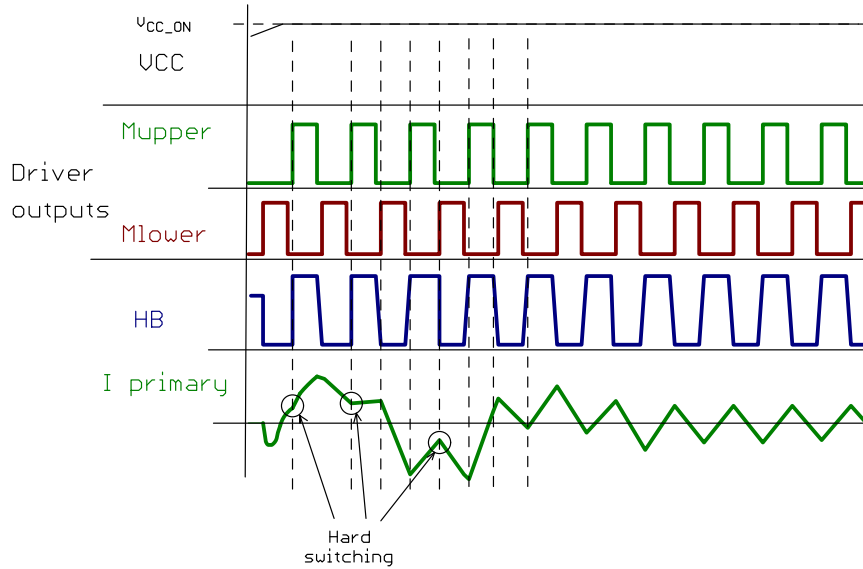 VCC_ON
VCC
Mupper
Driver
outputs
Mlower
HB
I primary
Hard
switching